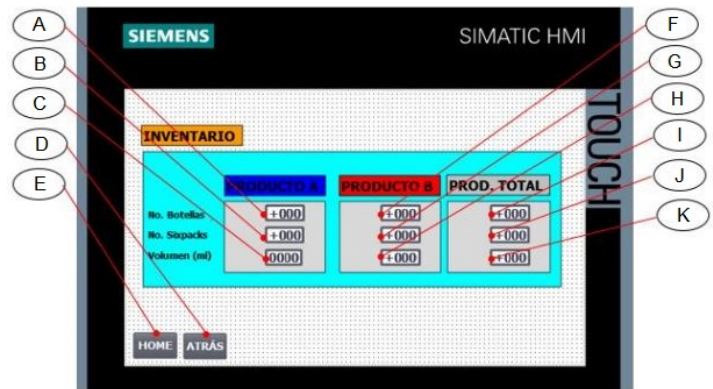 A
B
C
D
E
F
G
H
I
J
K
SIEMENS
SIMATIC HMI
TOUCH
INVENTARIO
PRODUCTO A
PRODUCTO B
PROD. TOTAL
No. Botellas
+000
+000
+000
No. Sixpacks
+000
+000
+000
Volumen (ml)
0000
+000
+000
HOME
ATRÁS